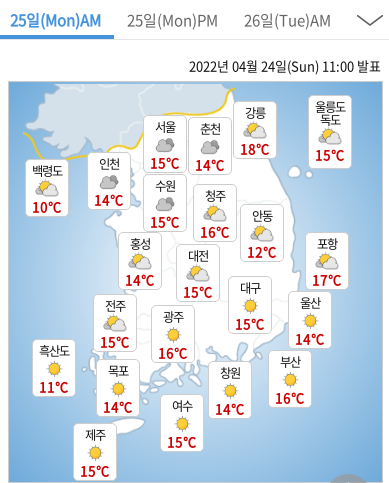 25일(Mon)AM 25일(Mon)PM 26일(Tue)AM
2022년 04월 24일(Sun) 11:00 발표
서울
15℃
춘천
14℃
강릉
18℃
울릉도
독도
15℃
백령도
10℃
인천
14℃
수원
15℃
청주
16℃
안동
12℃
홍성
14℃
대전
15℃
포항
17℃
전주
15℃
광주
16℃
대구
15℃
울산
14℃
흑산도
11℃
목포
14℃
창원
14℃
부산
16℃
여수
15℃
제주
15℃